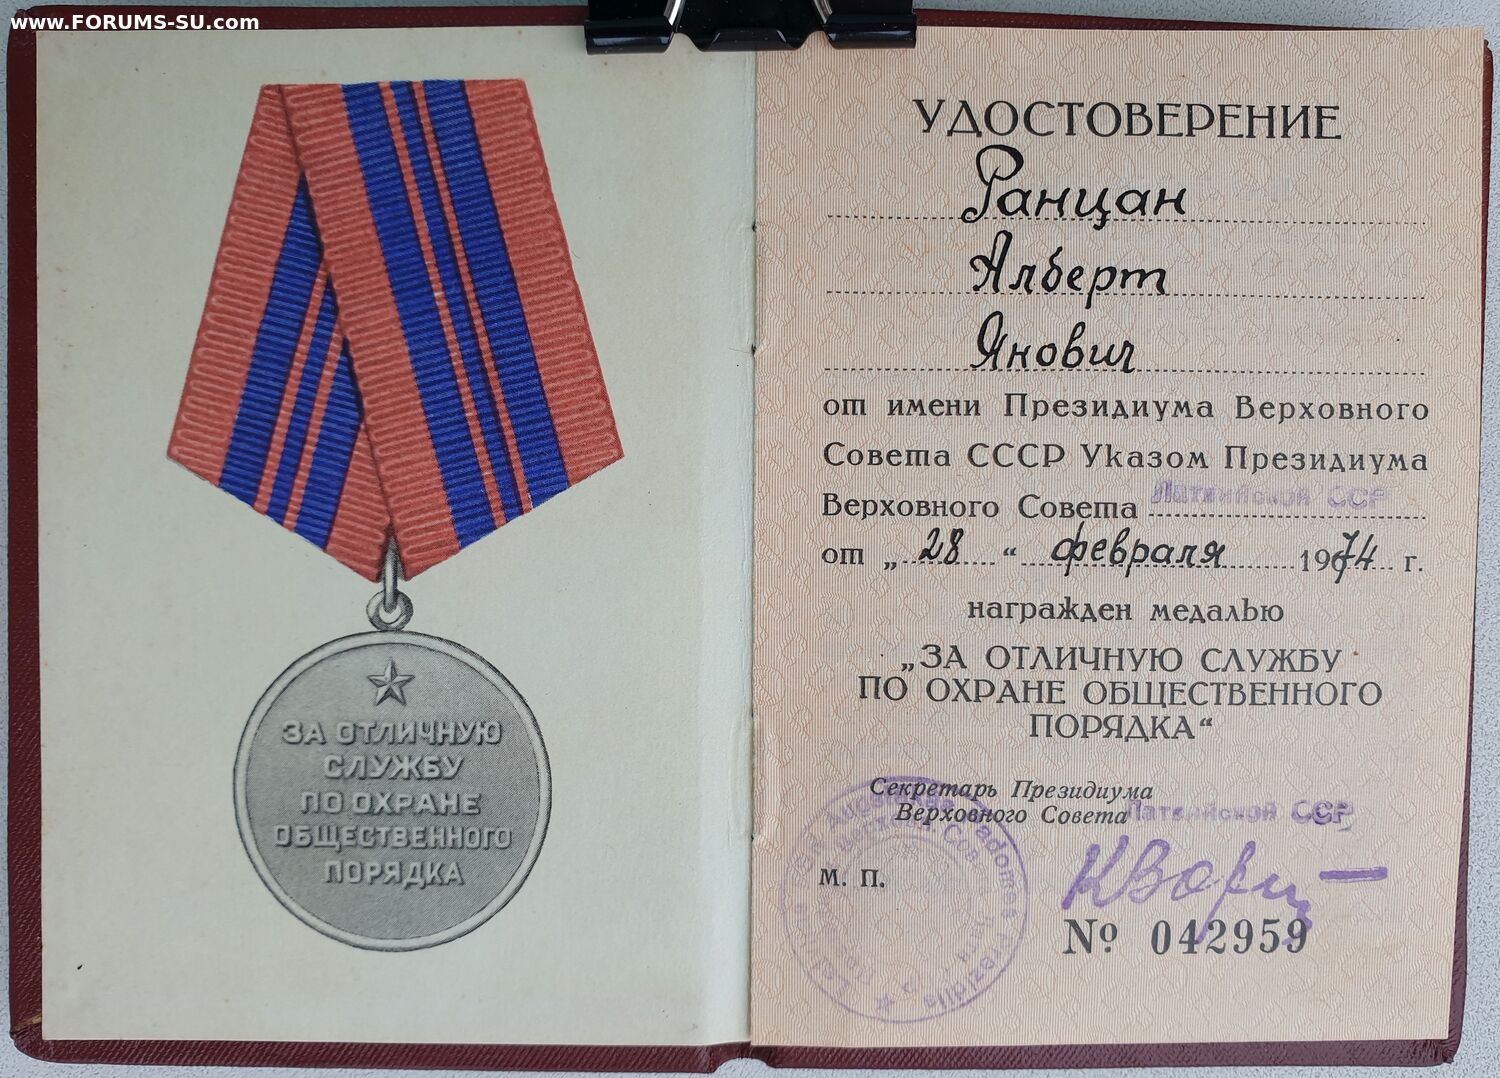 www.FORUMS-SU.com
ЗА ОТЛИЧНУЮ
СЛУЖБУ
ПО ОХРАНЕ
ОБЩЕСТВЕННОГО
ПОРЯДКА
УДОСТОВЕРЕНИЕ
Ранцан
Алберт
Янович
от имени Президиума Верховного
Совета СССР Указом Президиума
Верховного Совета Латвийской ССР
от „28“ февраля 1974 г.
награжден медалью
„ЗА ОТЛИЧНУЮ СЛУЖБУ
ПО ОХРАНЕ ОБЩЕСТВЕННОГО
ПОРЯДКА“
Секретарь Президиума
Верховного Совета Латвийской ССР
М. П.
№ 042959